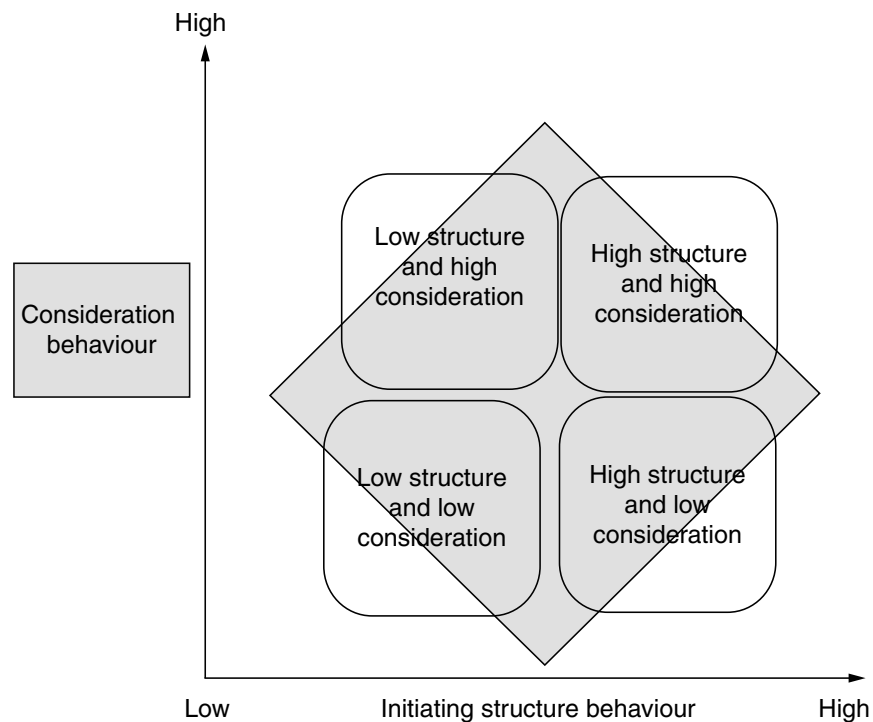 High
Low structure
and high
consideration
High structure
and high
consideration
Consideration
behaviour
Low structure
and low
consideration
High structure
and low
consideration
Low
Initiating structure behaviour
High